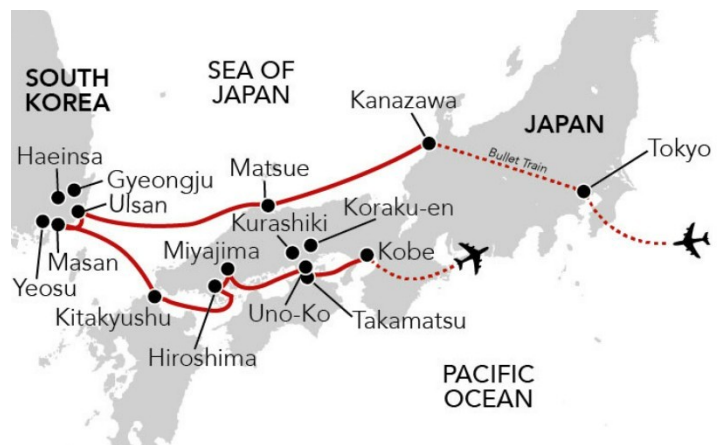 SEA OF
JAPAN
SOUTH
KOREA
Kanazawa
JAPAN
Bullet Train
Tokyo
Haeinsa
Gyeongju
Ulsan
Matsue
Kurashiki
Koraku-en
Miyajima
Kobe
Masan
Yeosu
Kitakyushu
Uno-Ko
Takamatsu
Hiroshima
PACIFIC
OCEAN